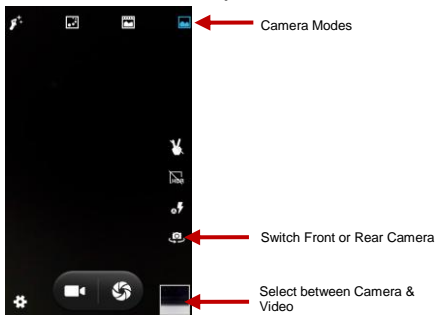 Camera Modes
Switch Front or Rear Camera
Select between Camera &
Video